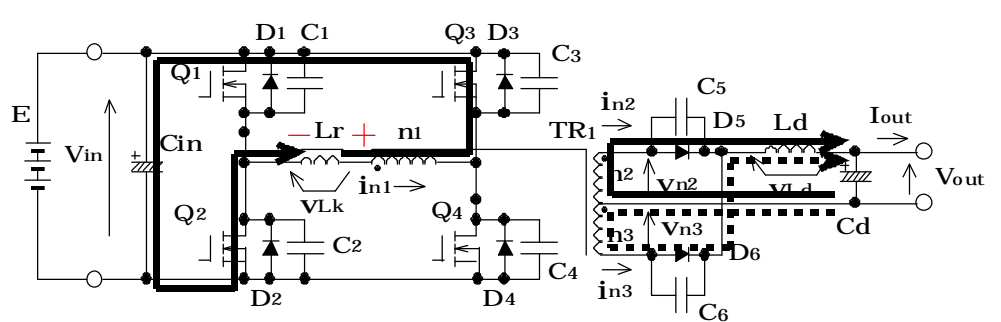 D1 C1 Q3 D3
C3
Q1
C5
in2
E
Lr n1 TR1 D5 Ld Iout
Vin
Cin
+
− +
n2
in1
Vn2
Vout
VLk
VLd
Q2
Q4
Vn3
Cd
n3
C2
D6
C4
in3
D2 D4
C6